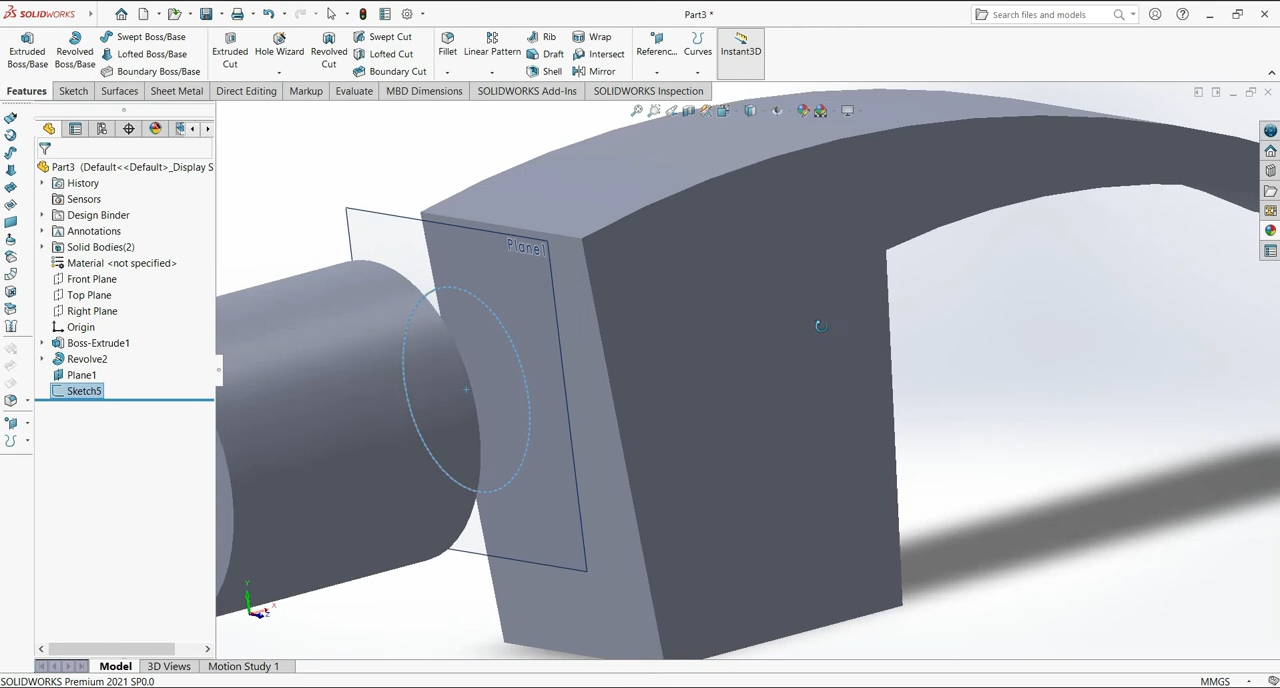 SOLIDWORKS
Part3 *
Search files and models
Extruded Boss/Base
Revolved Boss/Base
Swept Boss/Base
Lofted Boss/Base
Boundary Boss/Base
Extruded Cut
Hole Wizard
Revolved Cut
Swept Cut
Lofted Cut
Boundary Cut
Fillet
Linear Pattern
Rib
Draft
Shell
Wrap
Intersect
Mirror
Referenc...
Curves
Instant3D
Features
Sketch
Surfaces
Sheet Metal
Direct Editing
Markup
Evaluate
MBD Dimensions
SOLIDWORKS Add-Ins
SOLIDWORKS Inspection
Part3 (Default<<Default>_Display S
History
Sensors
Design Binder
Annotations
Solid Bodies(2)
Material <not specified>
Front Plane
Top Plane
Right Plane
Origin
Boss-Extrude1
Revolve2
Plane1
Sketch5
Plane1
Y
X
Z
Model
3D Views
Motion Study 1
SOLIDWORKS Premium 2021 SP0.0
MMGS